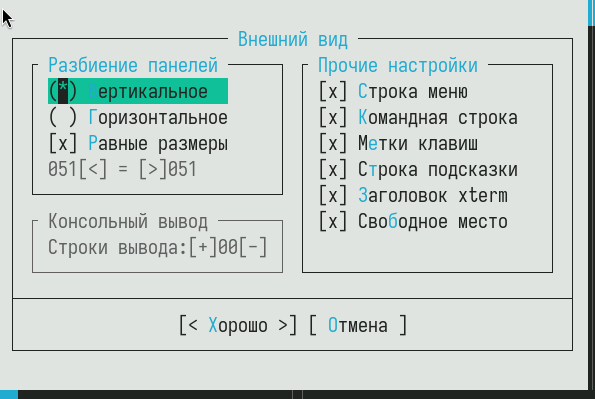 Внешний вид
Разбиение панелей
(*) Вертикальное
( ) Горизонтальное
[x] Равные размеры
051[<] = [>]051
Консольный вывод
Строки вывода:[+]00[-]
Прочие настройки
[x] Строка меню
[x] Командная строка
[x] Метки клавиш
[x] Строка подсказки
[x] Заголовок xterm
[x] Свободное место
[< Хорошо >] [ Отмена ]